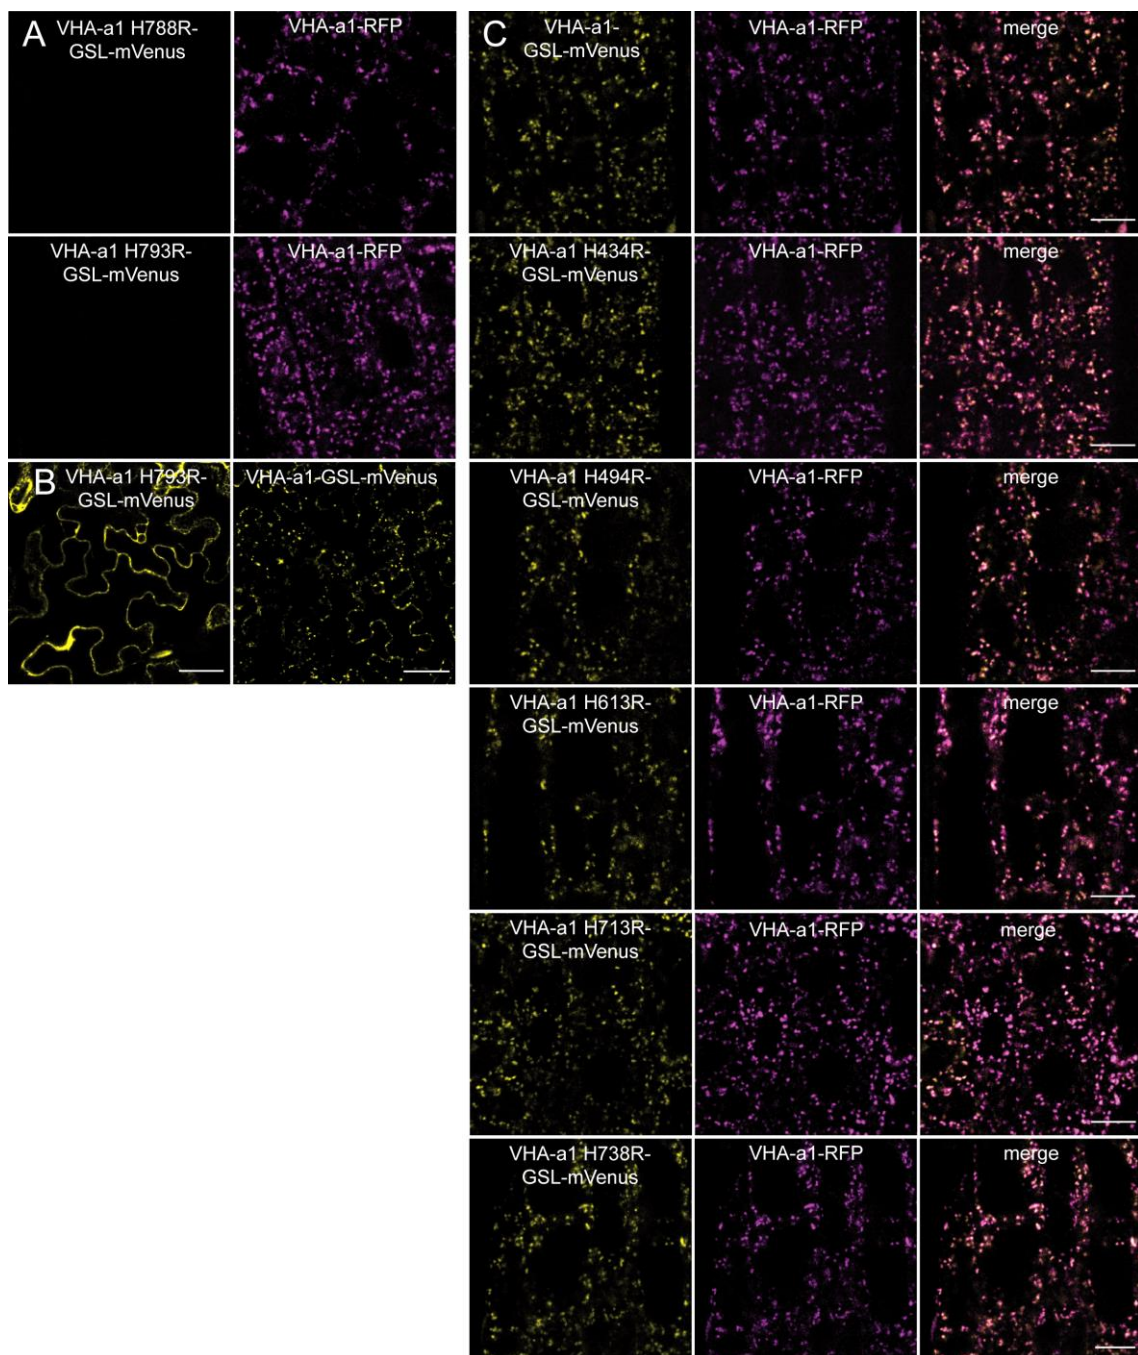 A
VHA-a1 H788R-
GSL-mVenus
VHA-a1-RFP
VHA-a1 H793R-
GSL-mVenus
VHA-a1-RFP
B
VHA-a1 H793R-
GSL-mVenus
VHA-a1-GSL-mVenus
C
VHA-a1-
GSL-mVenus
VHA-a1-RFP
merge
VHA-a1 H434R-
GSL-mVenus
VHA-a1-RFP
merge
VHA-a1 H494R-
GSL-mVenus
VHA-a1-RFP
merge
VHA-a1 H613R-
GSL-mVenus
VHA-a1-RFP
merge
VHA-a1 H713R-
GSL-mVenus
VHA-a1-RFP
merge
VHA-a1 H738R-
GSL-mVenus
VHA-a1-RFP
merge